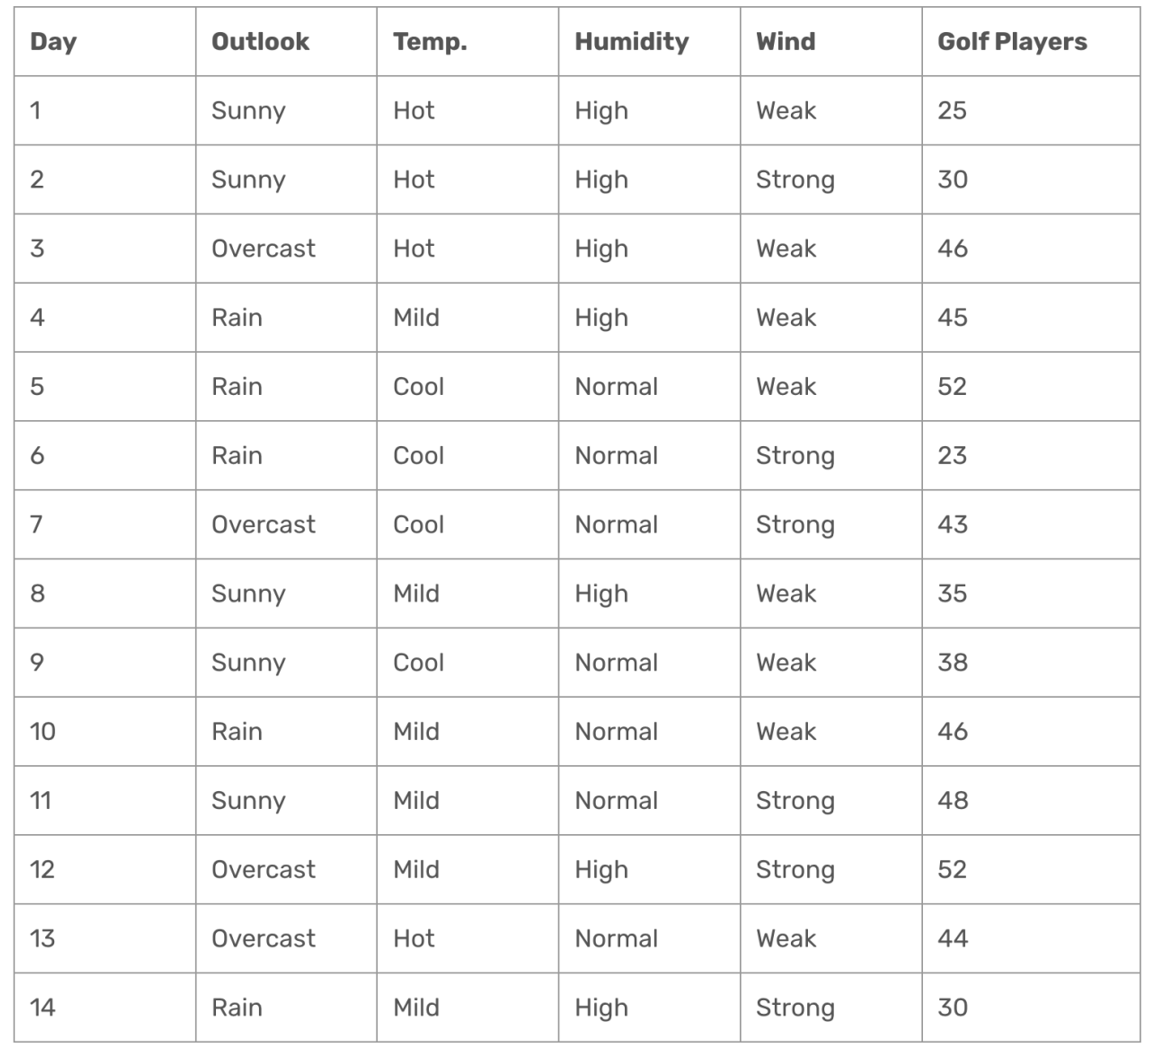 Day Outlook Temp. Humidity Wind Golf Players
1 Sunny Hot High Weak 25
2 Sunny Hot High Strong 30
3 Overcast Hot High Weak 46
4 Rain Mild High Weak 45
5 Rain Cool Normal Weak 52
6 Rain Cool Normal Strong 23
7 Overcast Cool Normal Strong 43
8 Sunny Mild High Weak 35
9 Sunny Cool Normal Weak 38
10 Rain Mild Normal Weak 46
11 Sunny Mild Normal Strong 48
12 Overcast Mild High Strong 52
13 Overcast Hot Normal Weak 44
14 Rain Mild High Strong 30